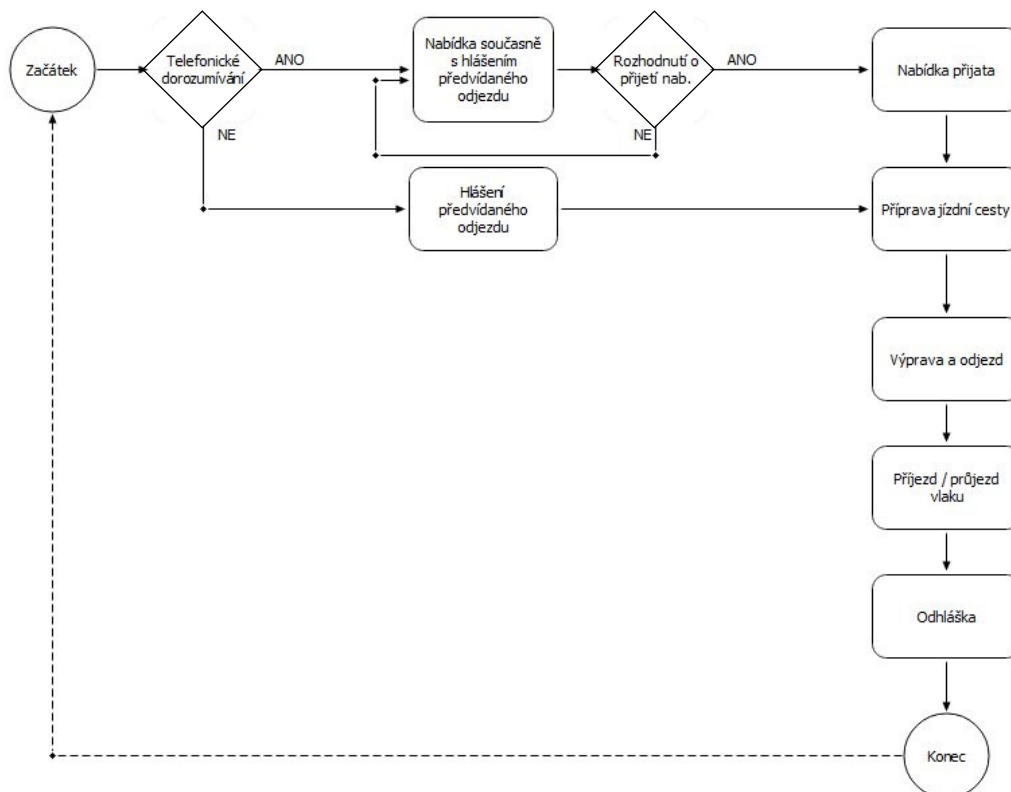 Začátek
Telefonické
dorozumívání
ANO
NE
Nabídka současně
s hlášením
předvídaného
odjezdu
Rozhodnutí o
přijetí nab.
ANO
NE
Nabídka přijata
Hlášení
předvídaného
odjezdu
Příprava jízdní cesty
Výprava a odjezd
Příjezd / průjezd
vlaku
Odhláška
Konec